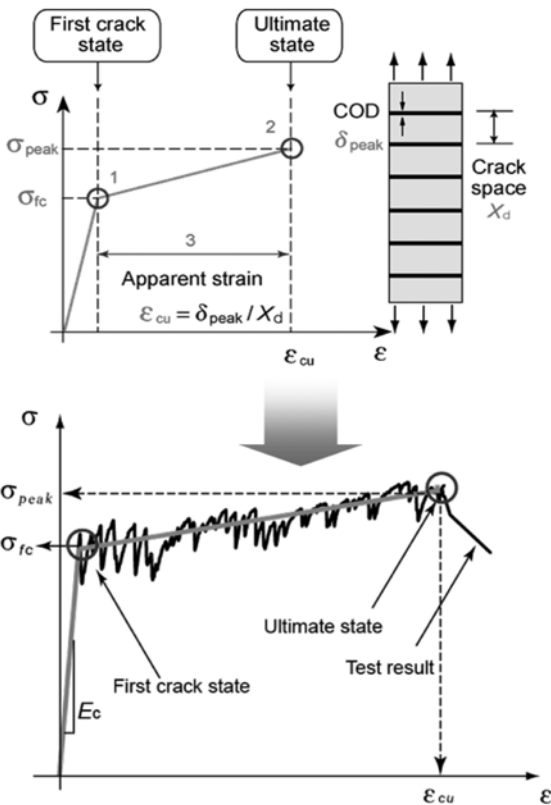 First crack
state
Ultimate
state
σ
σpeak
σfc
1
2
3
Apparent strain
εcu = δpeak / Xd
εcu
ε
COD
δpeak
Crack
space
Xd
σ
σpeak
σfc
Ultimate state
Test result
First crack state
Ec
εcu
ε